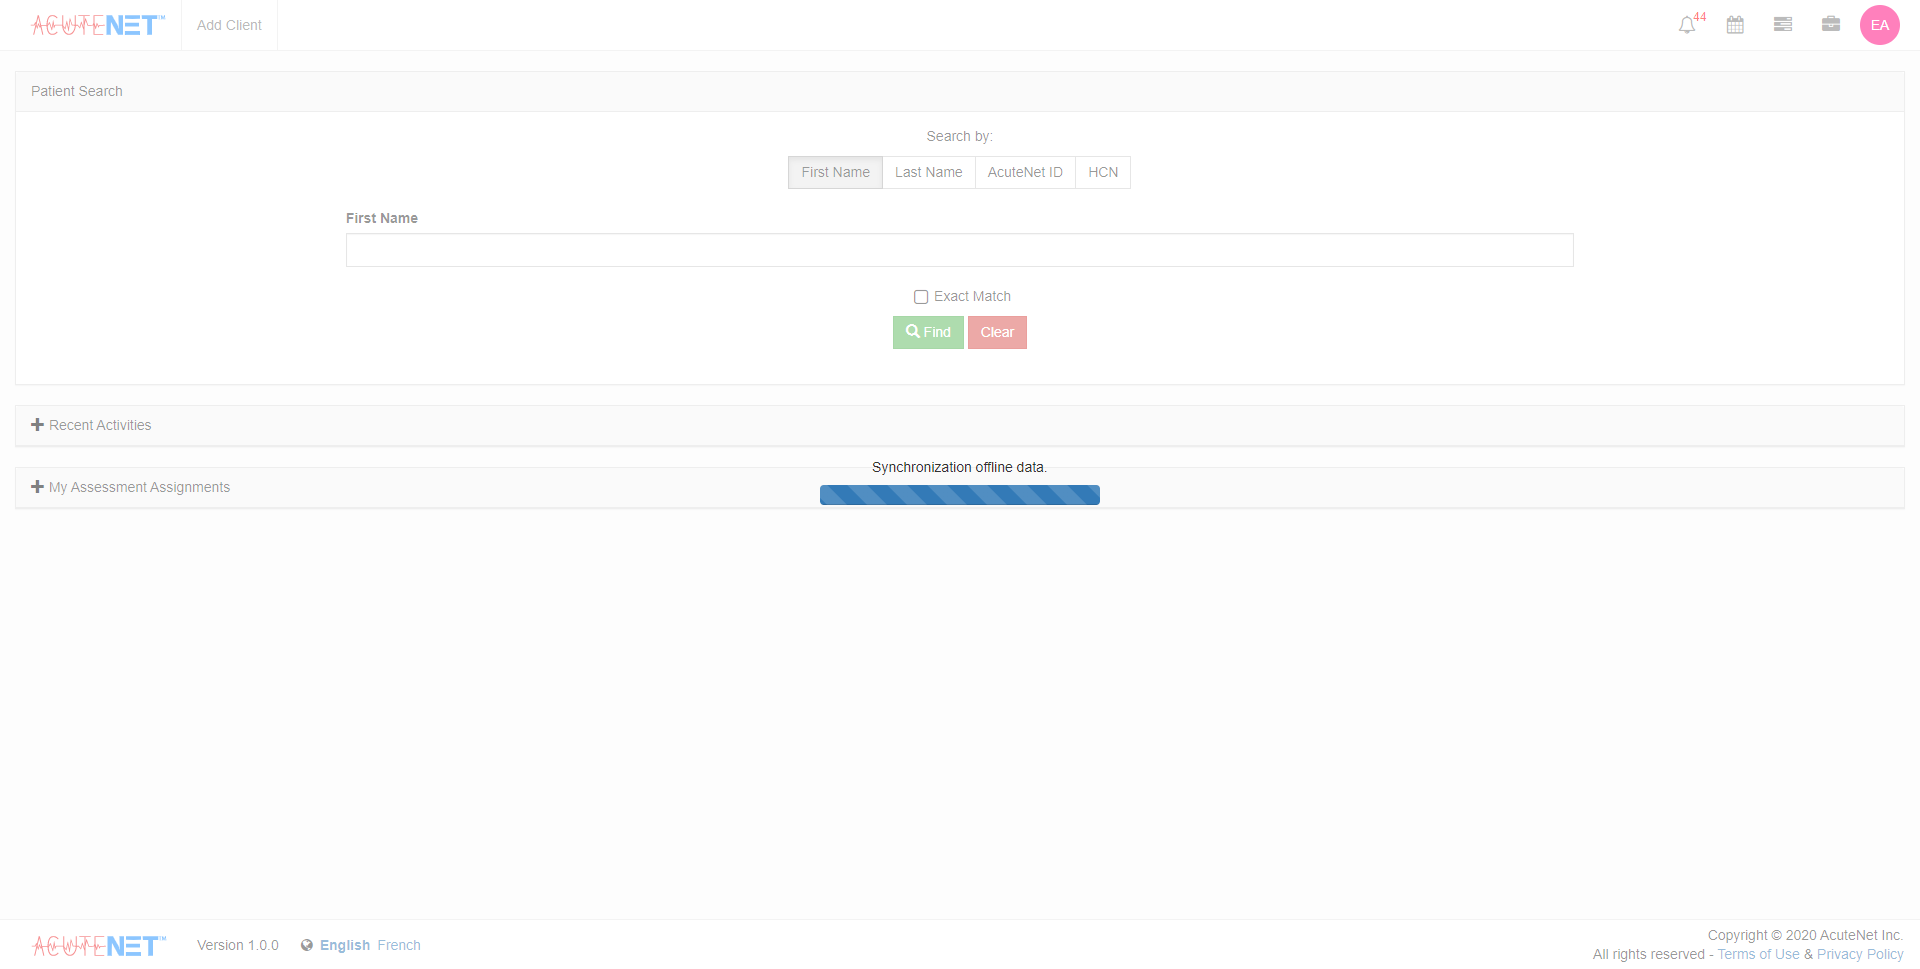 ACUTENET™ Add Client 44 EA
Patient Search
Search by:
First Name Last Name AcuteNet ID HCN
First Name
Exact Match
Find Clear
Recent Activities
Synchronization offline data.
My Assessment Assignments
ACUTENET™ Version 1.0.0 English French
Copyright © 2020 AcuteNet Inc.
All rights reserved - Terms of Use & Privacy Policy